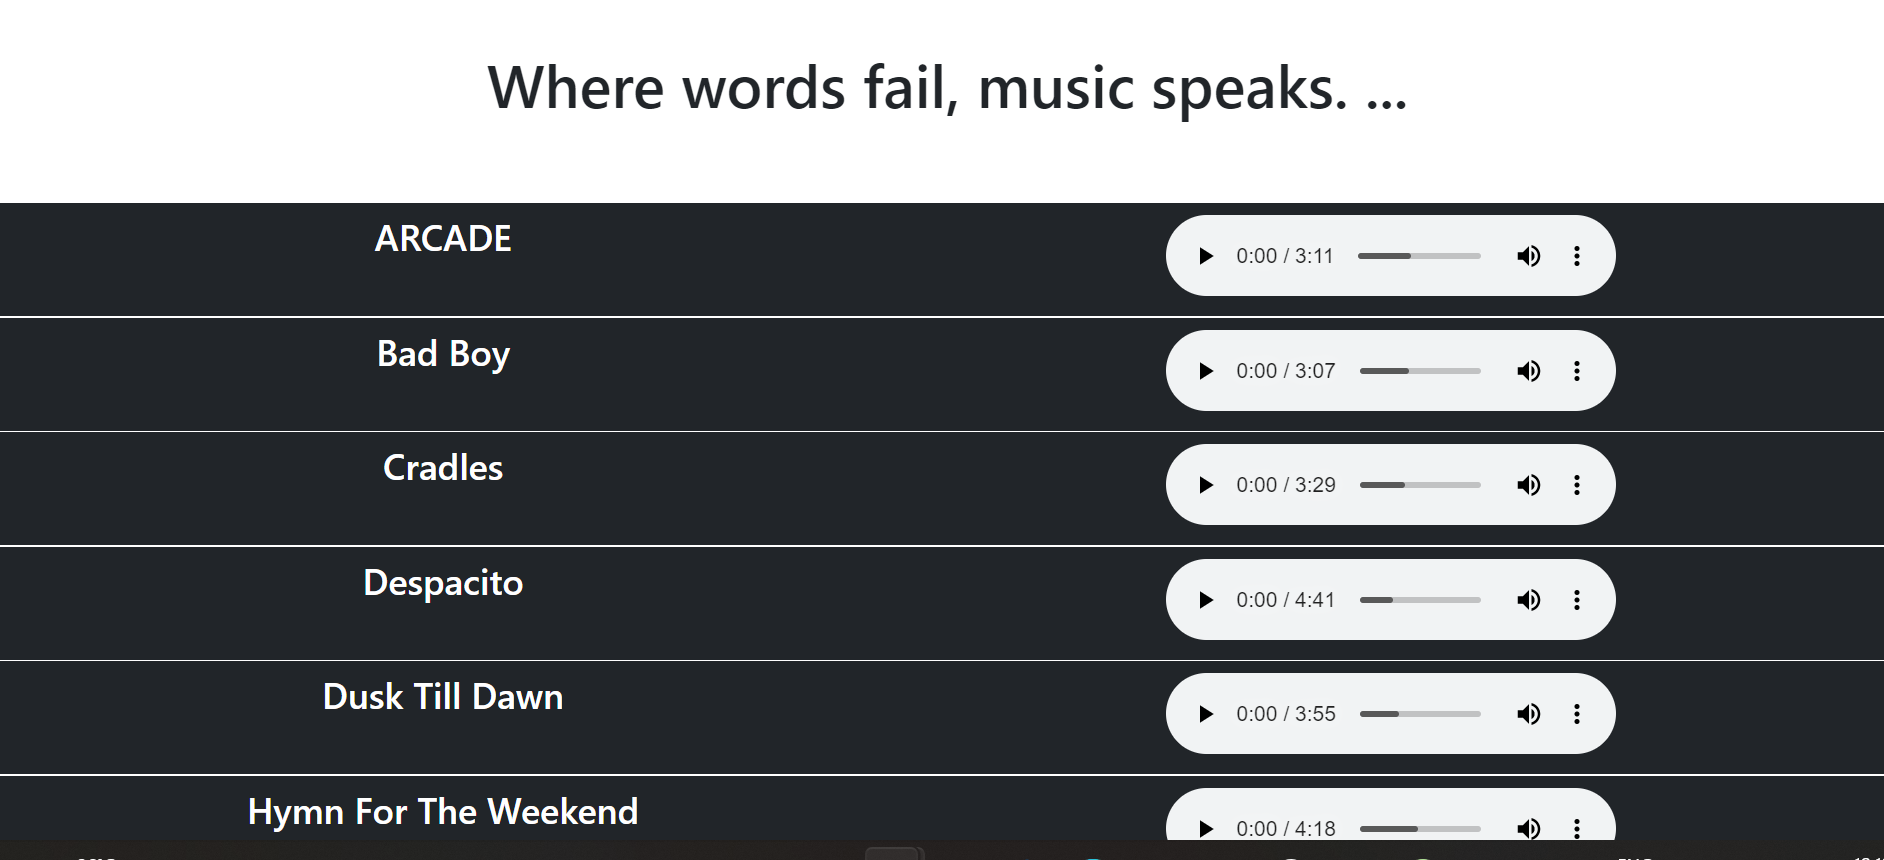 Where words fail, music speaks. ...
ARCADE
0:00 / 3:11
Bad Boy
0:00 / 3:07
Cradles
0:00 / 3:29
Despacito
0:00 / 4:41
Dusk Till Dawn
0:00 / 3:55
Hymn For The Weekend
0:00 / 4:18